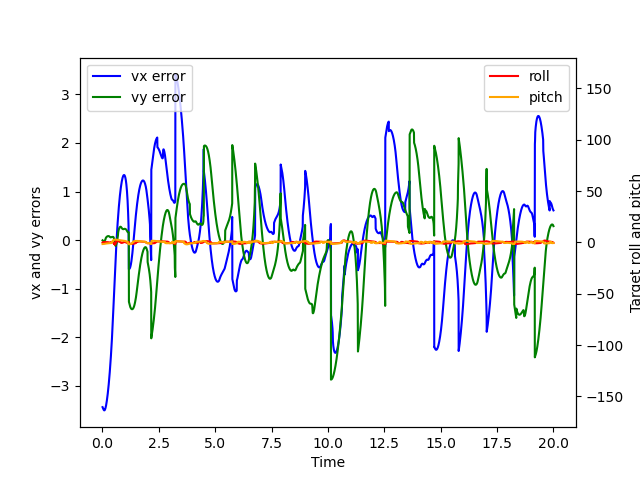 vx error
vy error
roll
pitch
3
2
1
0
−1
−2
−3
150
100
50
0
−50
−100
−150
vx and vy errors
Target roll and pitch
0.0 2.5 5.0 7.5 10.0 12.5 15.0 17.5 20.0
Time